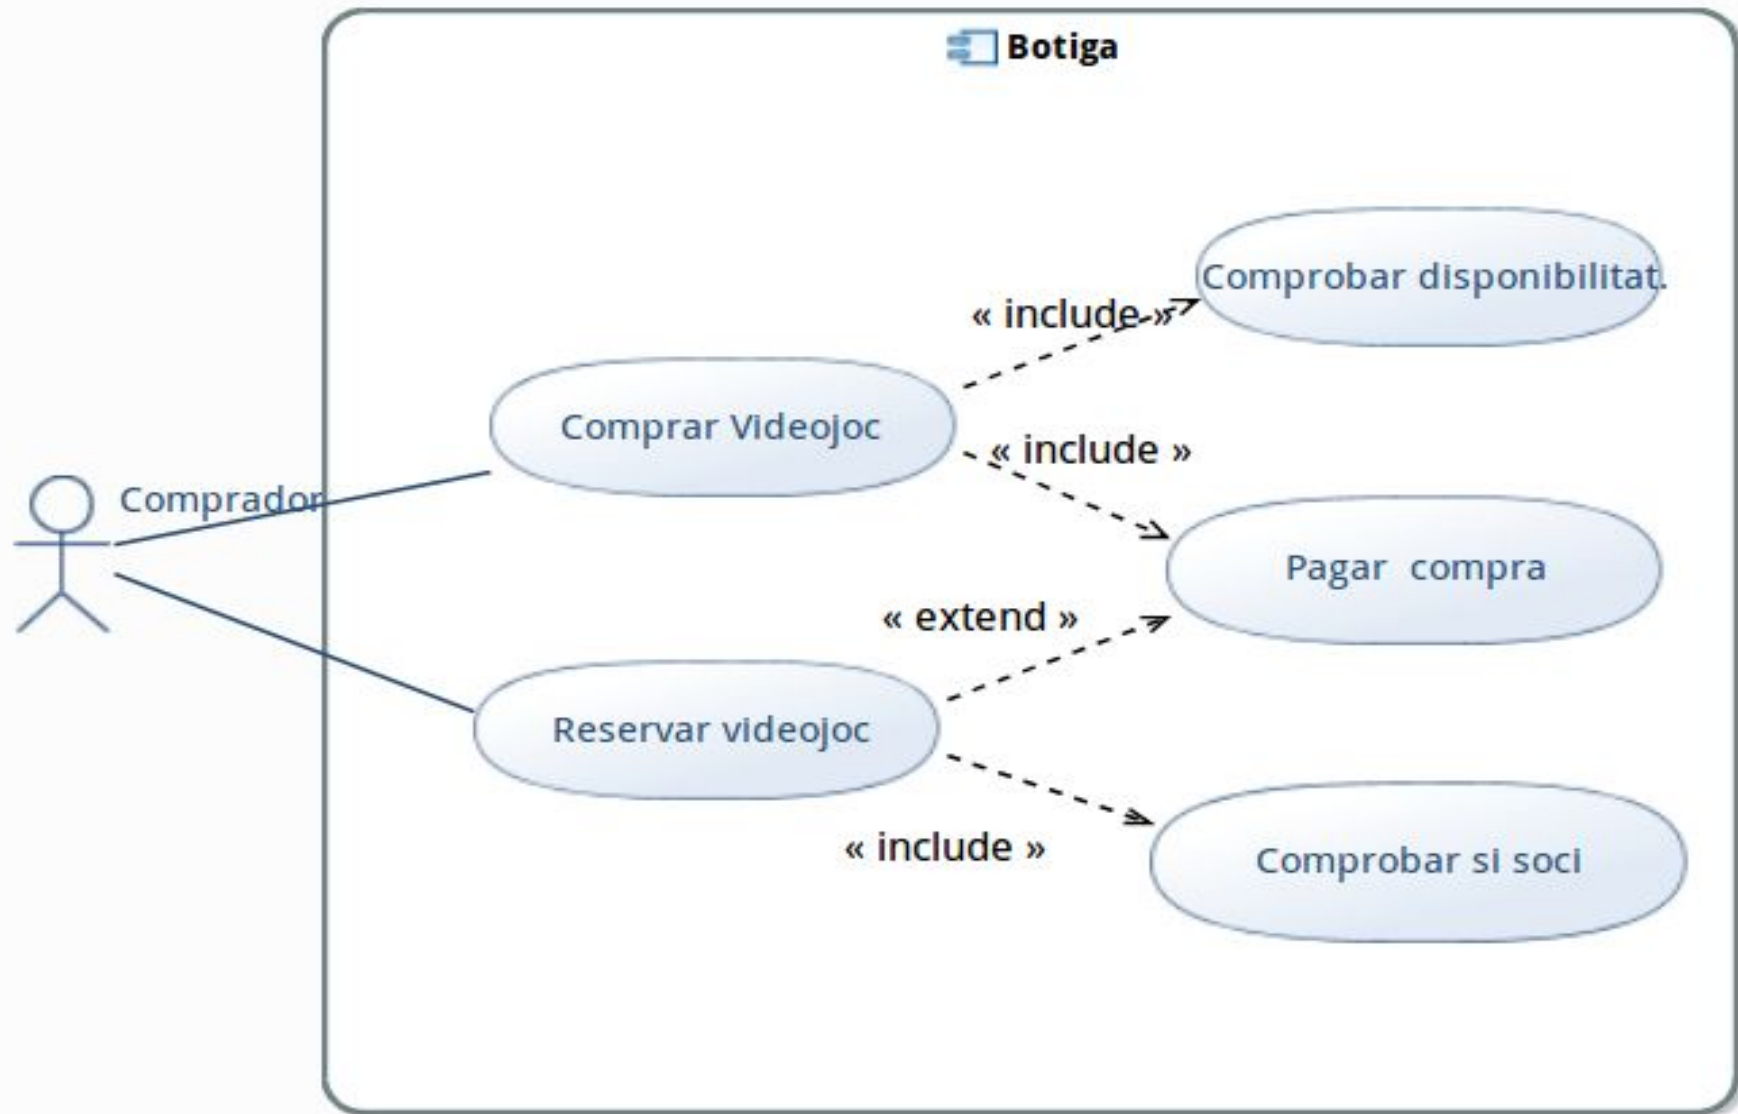 Botiga
Comprobar disponibilitat.
« include »
Comprar Videojoc
« include »
Comprador
Pagar compra
« extend »
Reservar videojoc
« include »
Comprobar si soci